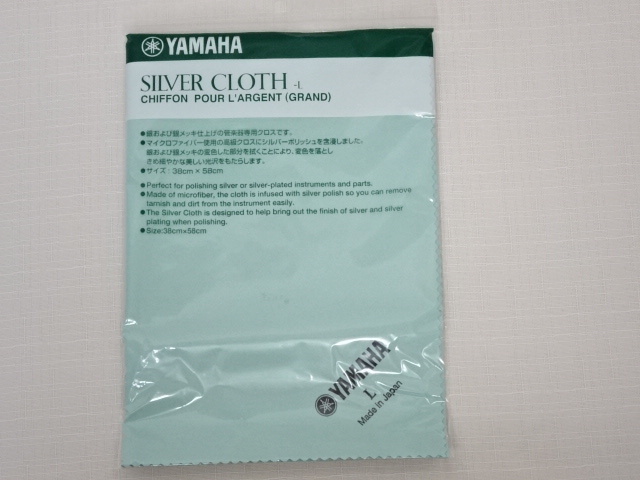 YAMAHA
SILVER CLOTH -L
CHIFFON POUR L'ARGENT (GRAND)
●銀および銀メッキ仕上げの管楽器専用クロスです。
●マイクロファイバー使用の高級クロスにシルバーポリッシュを含浸しました。
銀および銀メッキの変色した部分を拭くことにより、変色を落とし
きめ細やかな美しい光沢をもたらします。
●サイズ：38cm×58cm
●Perfect for polishing silver or silver-plated instruments and parts.
●Made of microfiber, the cloth is infused with silver polish so you can remove
tarnish and dirt from the instrument easily.
●The Silver Cloth is designed to help bring out the finish of silver and silver
plating when polishing.
●Size:38cm×58cm
YAMAHA
L
Made in Japan